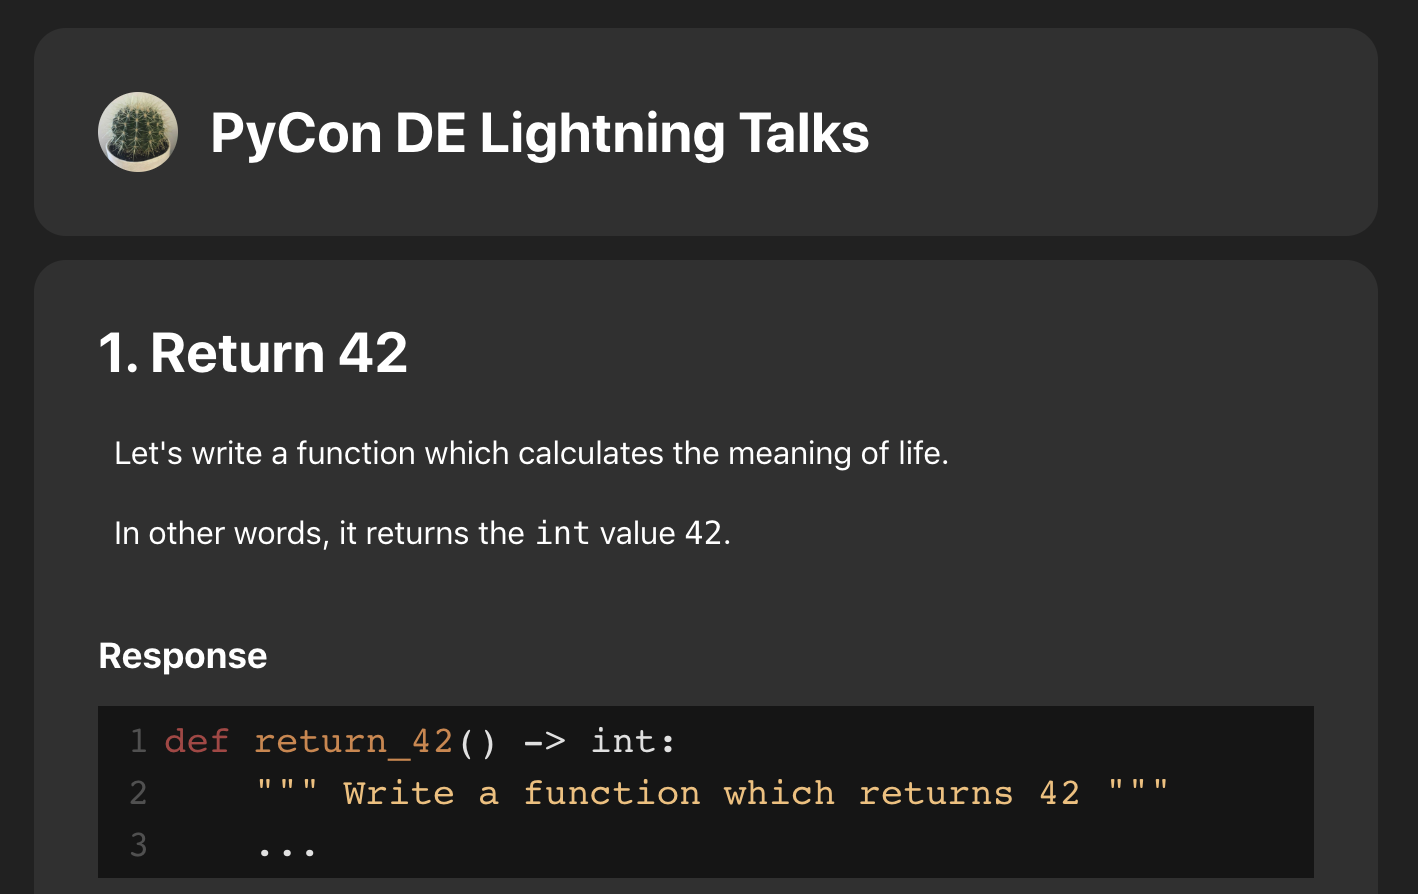 PyCon DE Lightning Talks
1. Return 42
Let's write a function which calculates the meaning of life.
In other words, it returns the int value 42.
Response
1 def return_42() -> int:
2     """ Write a function which returns 42 """
3     ...